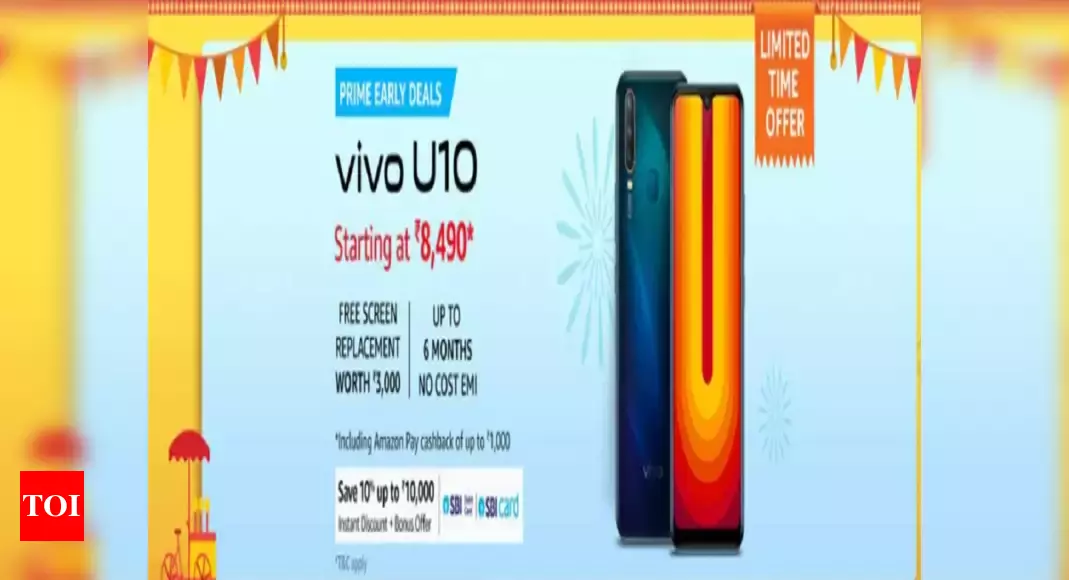 LIMITED
TIME
OFFER
PRIME EARLY DEALS
vivo U10
Starting at ₹8,490*
FREE SCREEN
REPLACEMENT
WORTH ₹3,000
UP TO
6 MONTHS
NO COST EMI
*Including Amazon Pay cashback of up to ₹1,000
Save 10% up to ₹10,000
Instant Discount + Bonus Offer
SBI
SBI card
*T&C apply
vivo
TOI